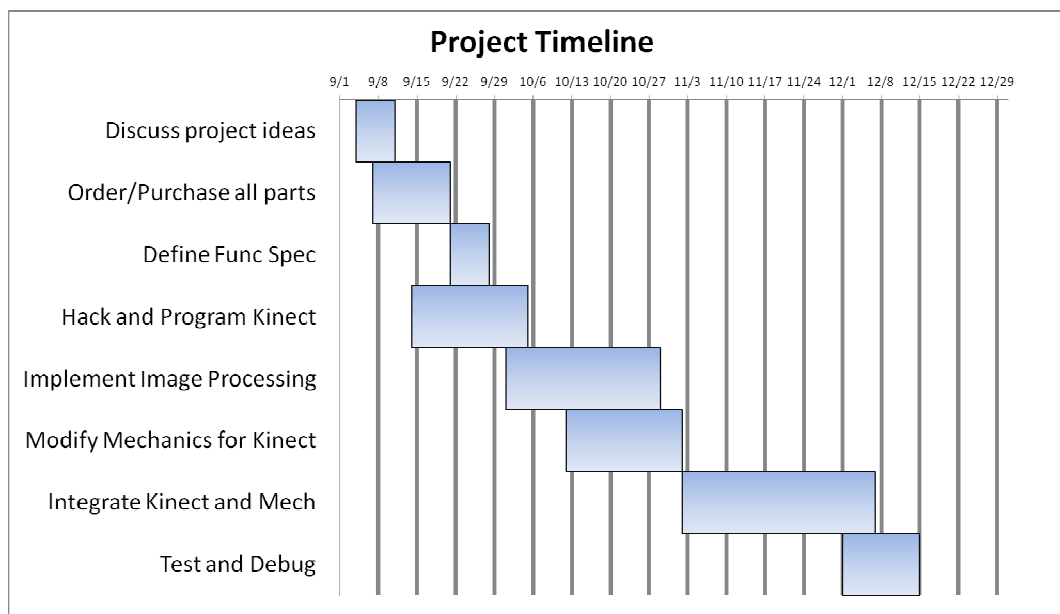 Project Timeline
9/1 9/8 9/15 9/22 9/29 10/6 10/13 10/20 10/27 11/3 11/10 11/17 11/24 12/1 12/8 12/15 12/22 12/29
Discuss project ideas
Order/Purchase all parts
Define Func Spec
Hack and Program Kinect
Implement Image Processing
Modify Mechanics for Kinect
Integrate Kinect and Mech
Test and Debug